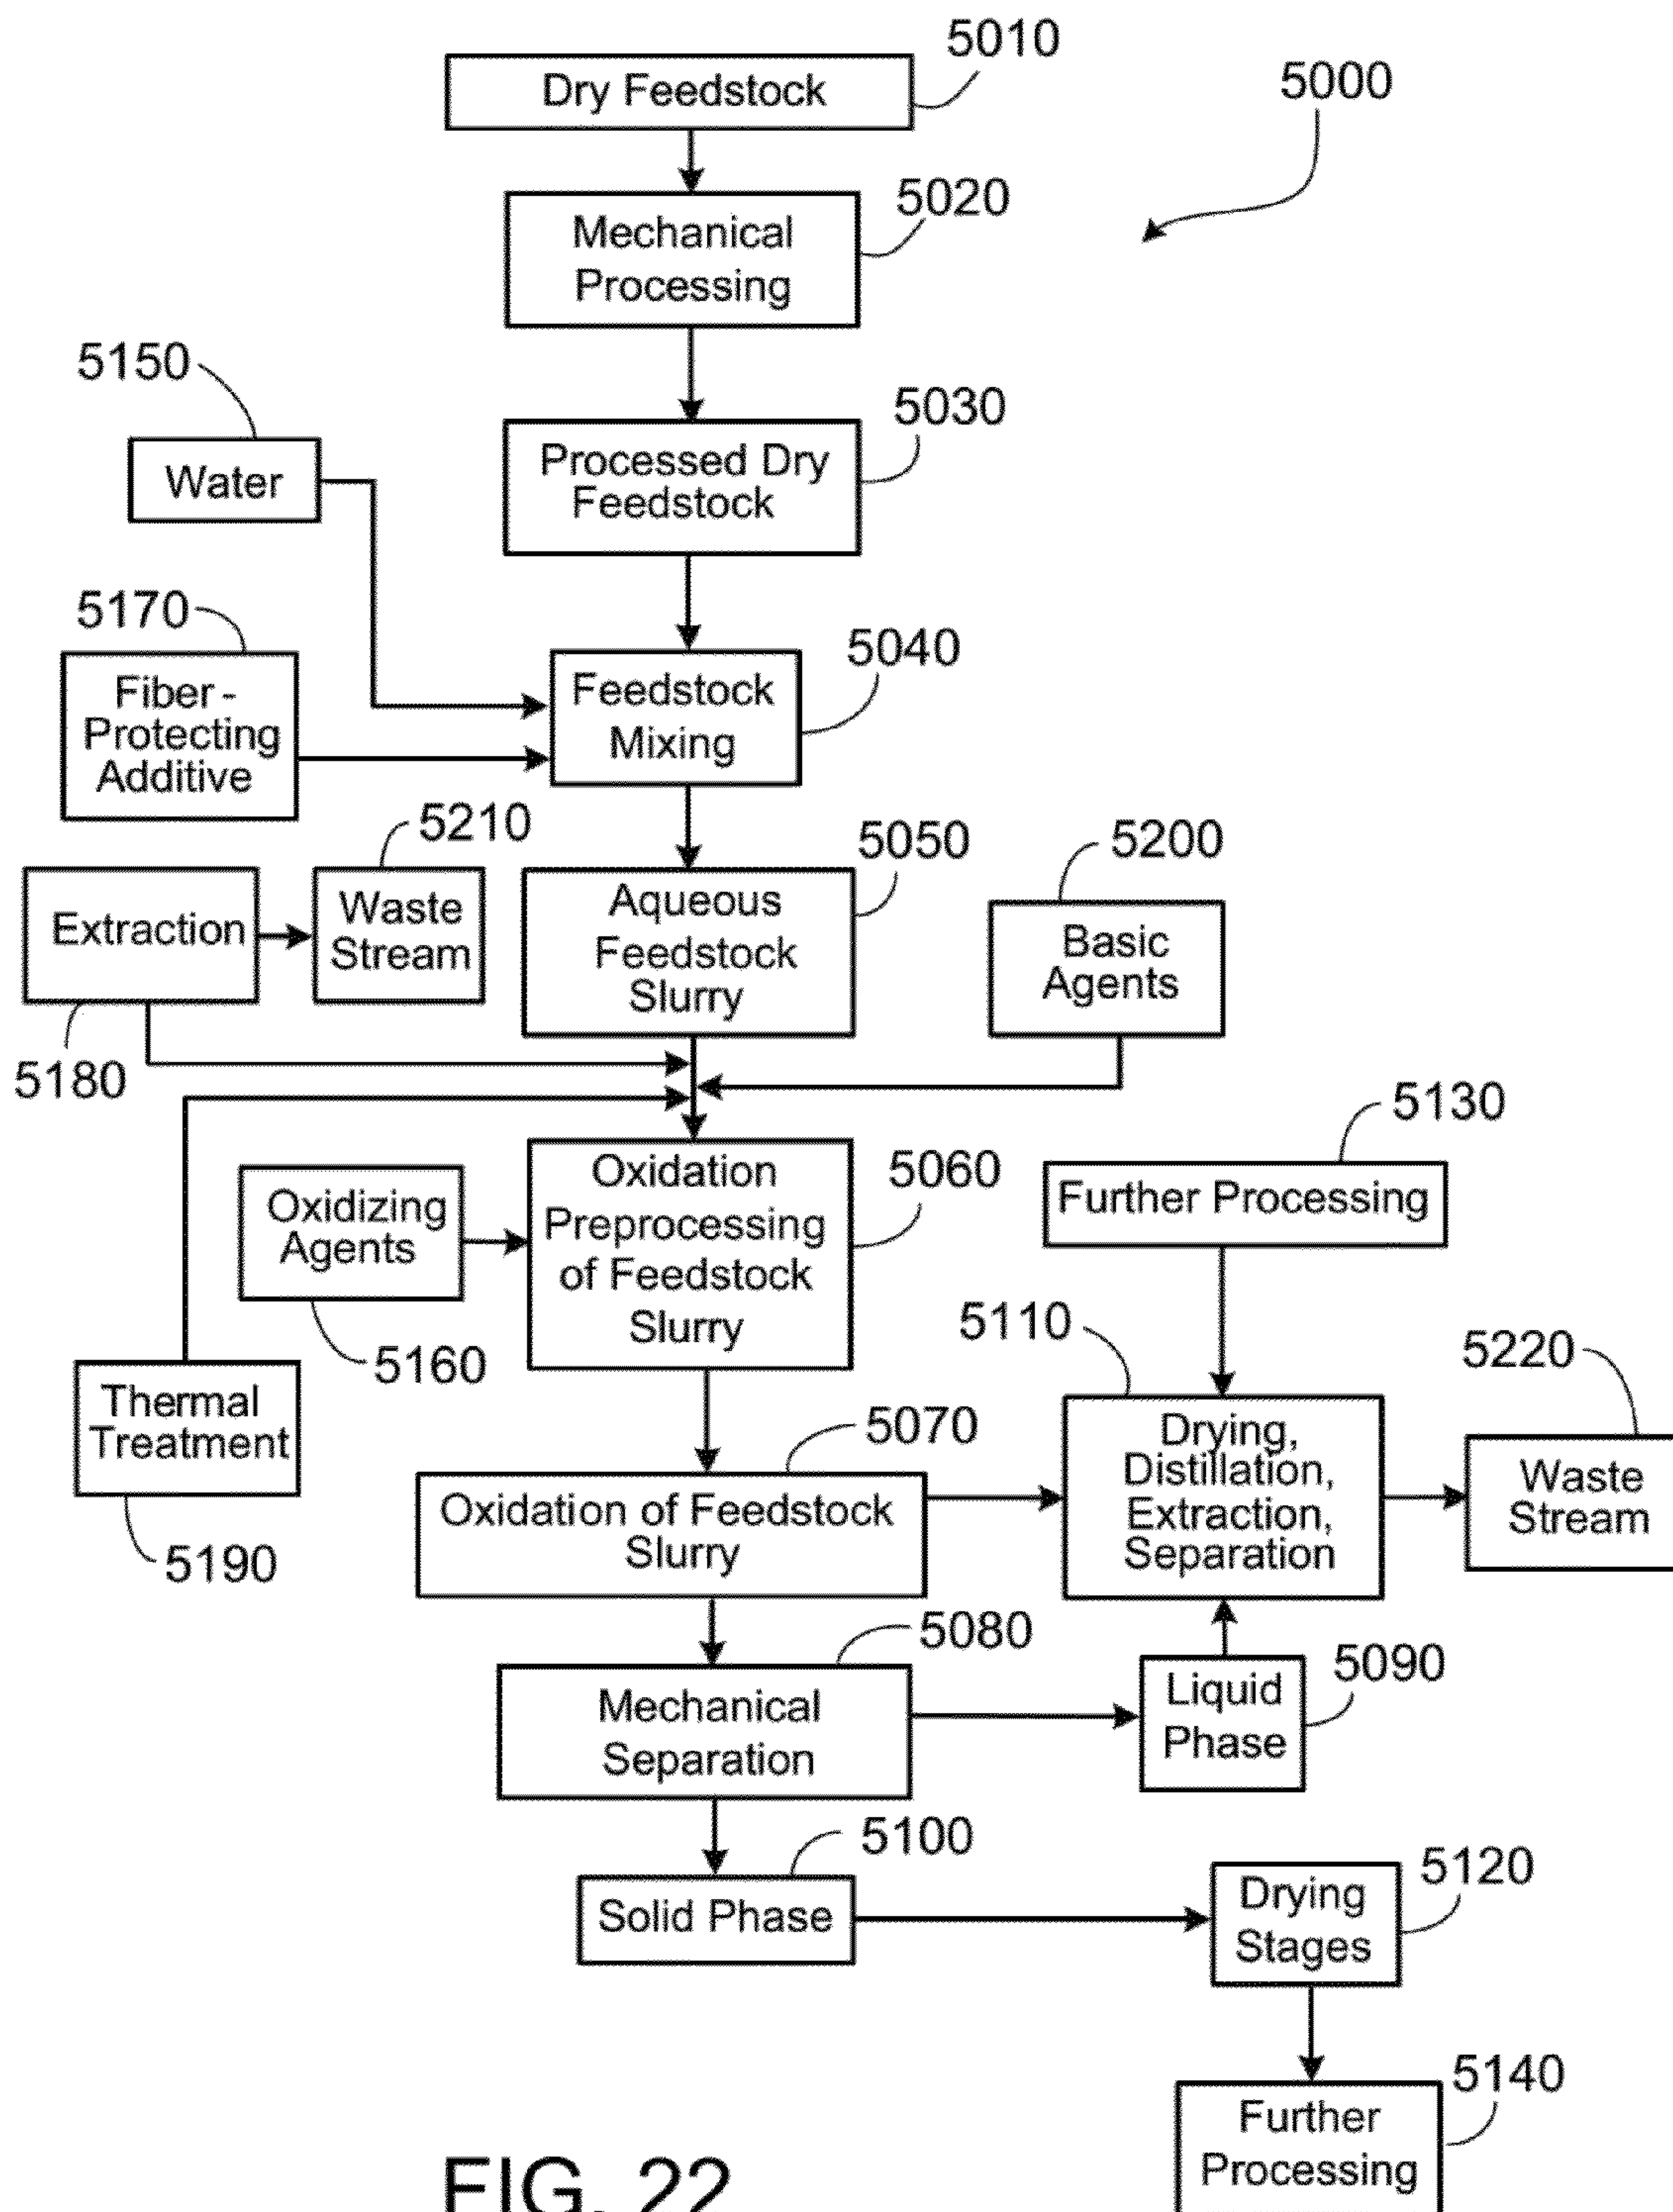 5010
Dry Feedstock
5000
5020
Mechanical
Processing
5150
5030
Water
Processed Dry
Feedstock
5170
5040
Fiber-
Protecting
Additive
Feedstock
Mixing
5210
5050
5200
Extraction
Waste
Stream
Aqueous
Feedstock
Slurry
Basic
Agents
5180
5130
Oxidizing
Agents
Oxidation
Preprocessing
of Feedstock
Slurry
5060
Further Processing
5110
5220
5160
Thermal
Treatment
5070
Drying,
Distillation,
Extraction,
Separation
Waste
Stream
Oxidation of Feedstock
Slurry
5190
5080
5090
Mechanical
Separation
Liquid
Phase
5100
5120
Solid Phase
Drying
Stages
5140
Further
Processing
FIG. 22